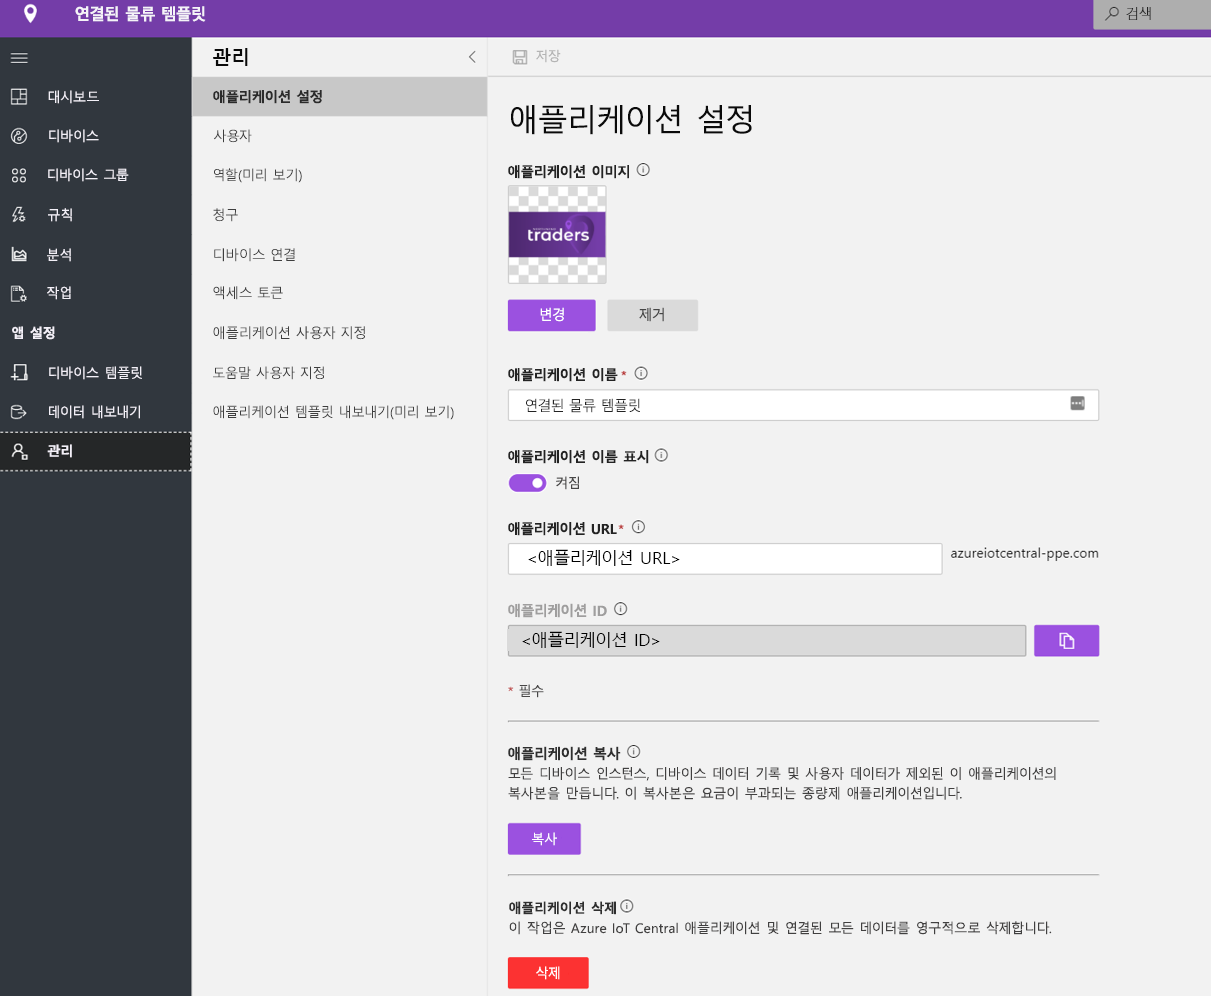 연결된 물류 템플릿
검색
대시보드
디바이스
디바이스 그룹
규칙
분석
작업
앱 설정
디바이스 템플릿
데이터 내보내기
관리
관리
애플리케이션 설정
사용자
역할(미리 보기)
청구
디바이스 연결
액세스 토큰
애플리케이션 사용자 지정
도움말 사용자 지정
애플리케이션 템플릿 내보내기(미리 보기)
저장
애플리케이션 설정
애플리케이션 이미지
traders
변경
제거
애플리케이션 이름 *
연결된 물류 템플릿
애플리케이션 이름 표시
켜짐
애플리케이션 URL *
<애플리케이션 URL>
azureiotcentral-ppe.com
애플리케이션 ID
<애플리케이션 ID>
* 필수
애플리케이션 복사
모든 디바이스 인스턴스, 디바이스 데이터 기록 및 사용자 데이터가 제외된 이 애플리케이션의
복사본을 만듭니다. 이 복사본은 요금이 부과되는 종량제 애플리케이션입니다.
복사
애플리케이션 삭제
이 작업은 Azure IoT Central 애플리케이션 및 연결된 모든 데이터를 영구적으로 삭제합니다.
삭제